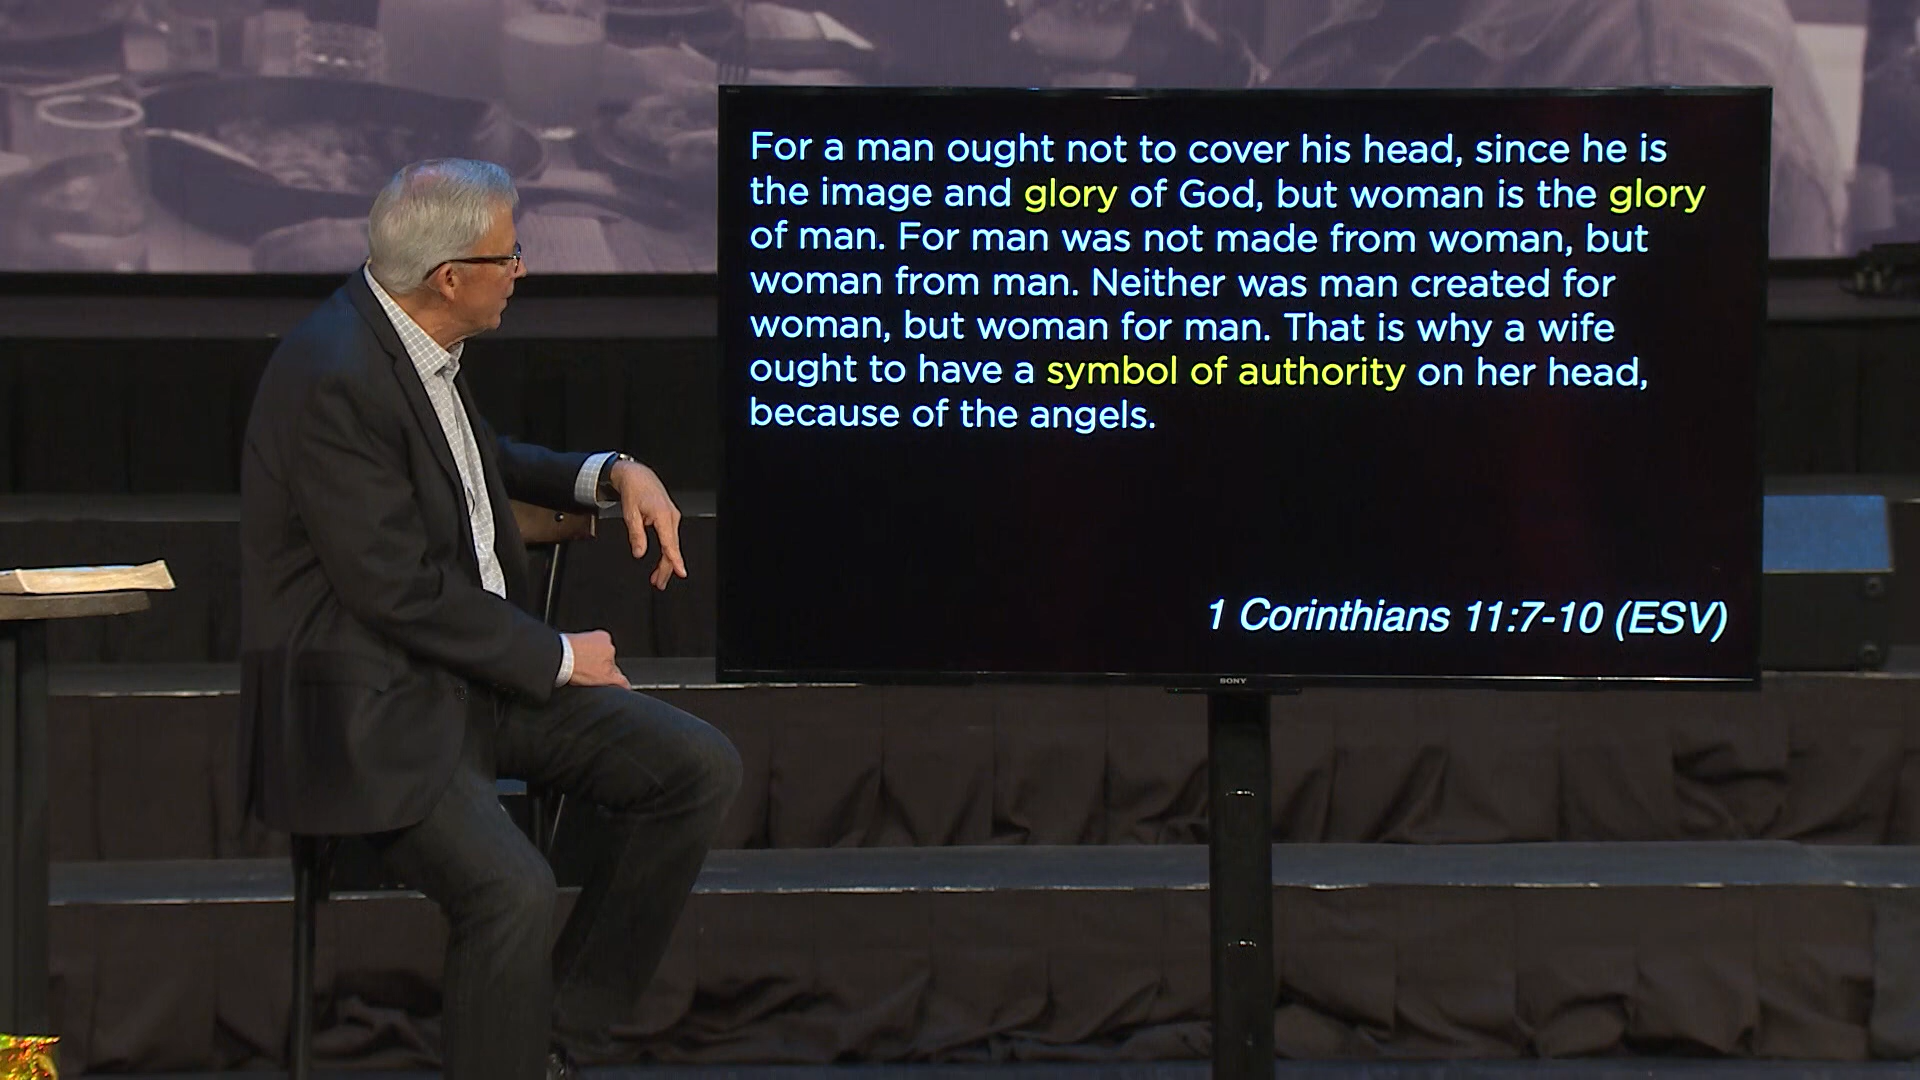 For a man ought not to cover his head, since he is
the image and glory of God, but woman is the glory
of man. For man was not made from woman, but
woman from man. Neither was man created for
woman, but woman for man. That is why a wife
ought to have a symbol of authority on her head,
because of the angels.
1 Corinthians 11:7-10 (ESV)
SONY